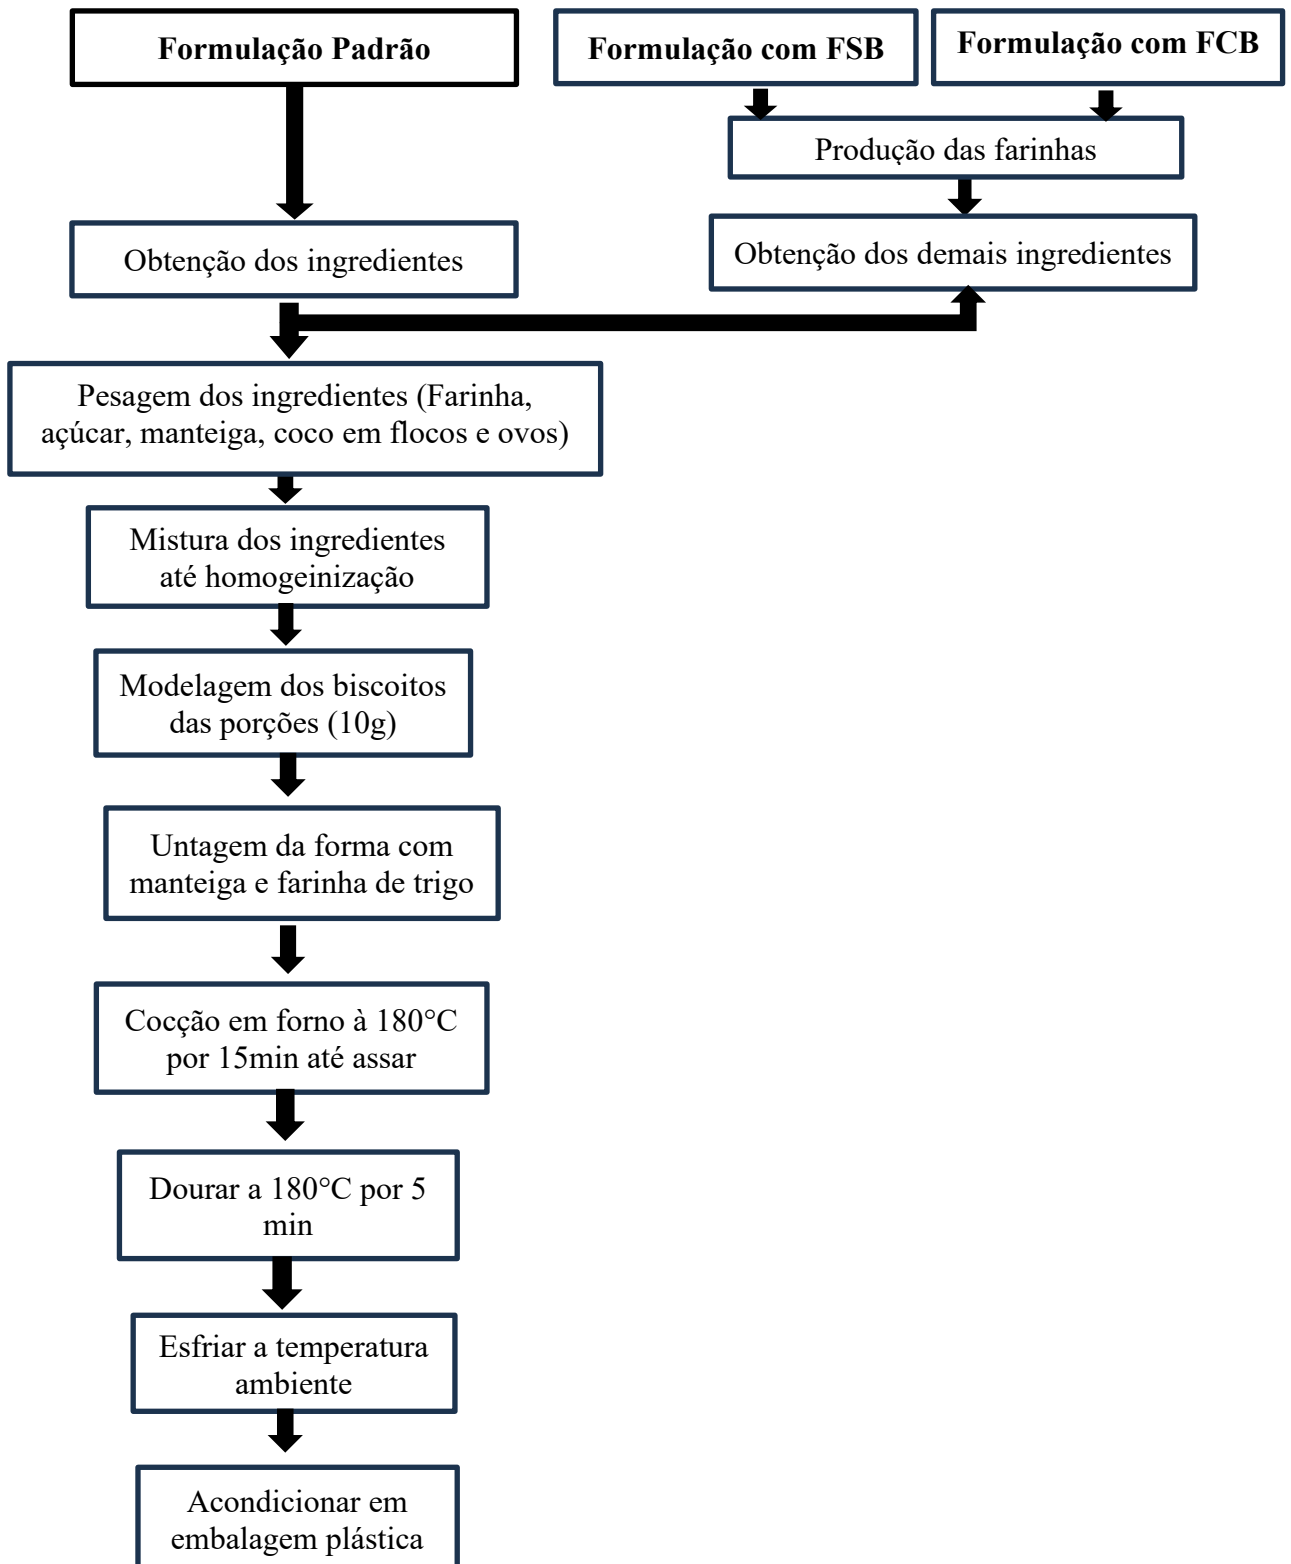 Formulação Padrão
Formulação com FSB
Formulação com FCB
Produção das farinhas
Obtenção dos ingredientes
Obtenção dos demais ingredientes
Pesagem dos ingredientes (Farinha,
açúcar, manteiga, coco em flocos e ovos)
Mistura dos ingredientes
até homogeinização
Modelagem dos biscoitos
das porções (10g)
Untagem da forma com
manteiga e farinha de trigo
Cocção em forno à 180°C
por 15min até assar
Dourar a 180°C por 5
min
Esfriar a temperatura
ambiente
Acondicionar em
embalagem plástica